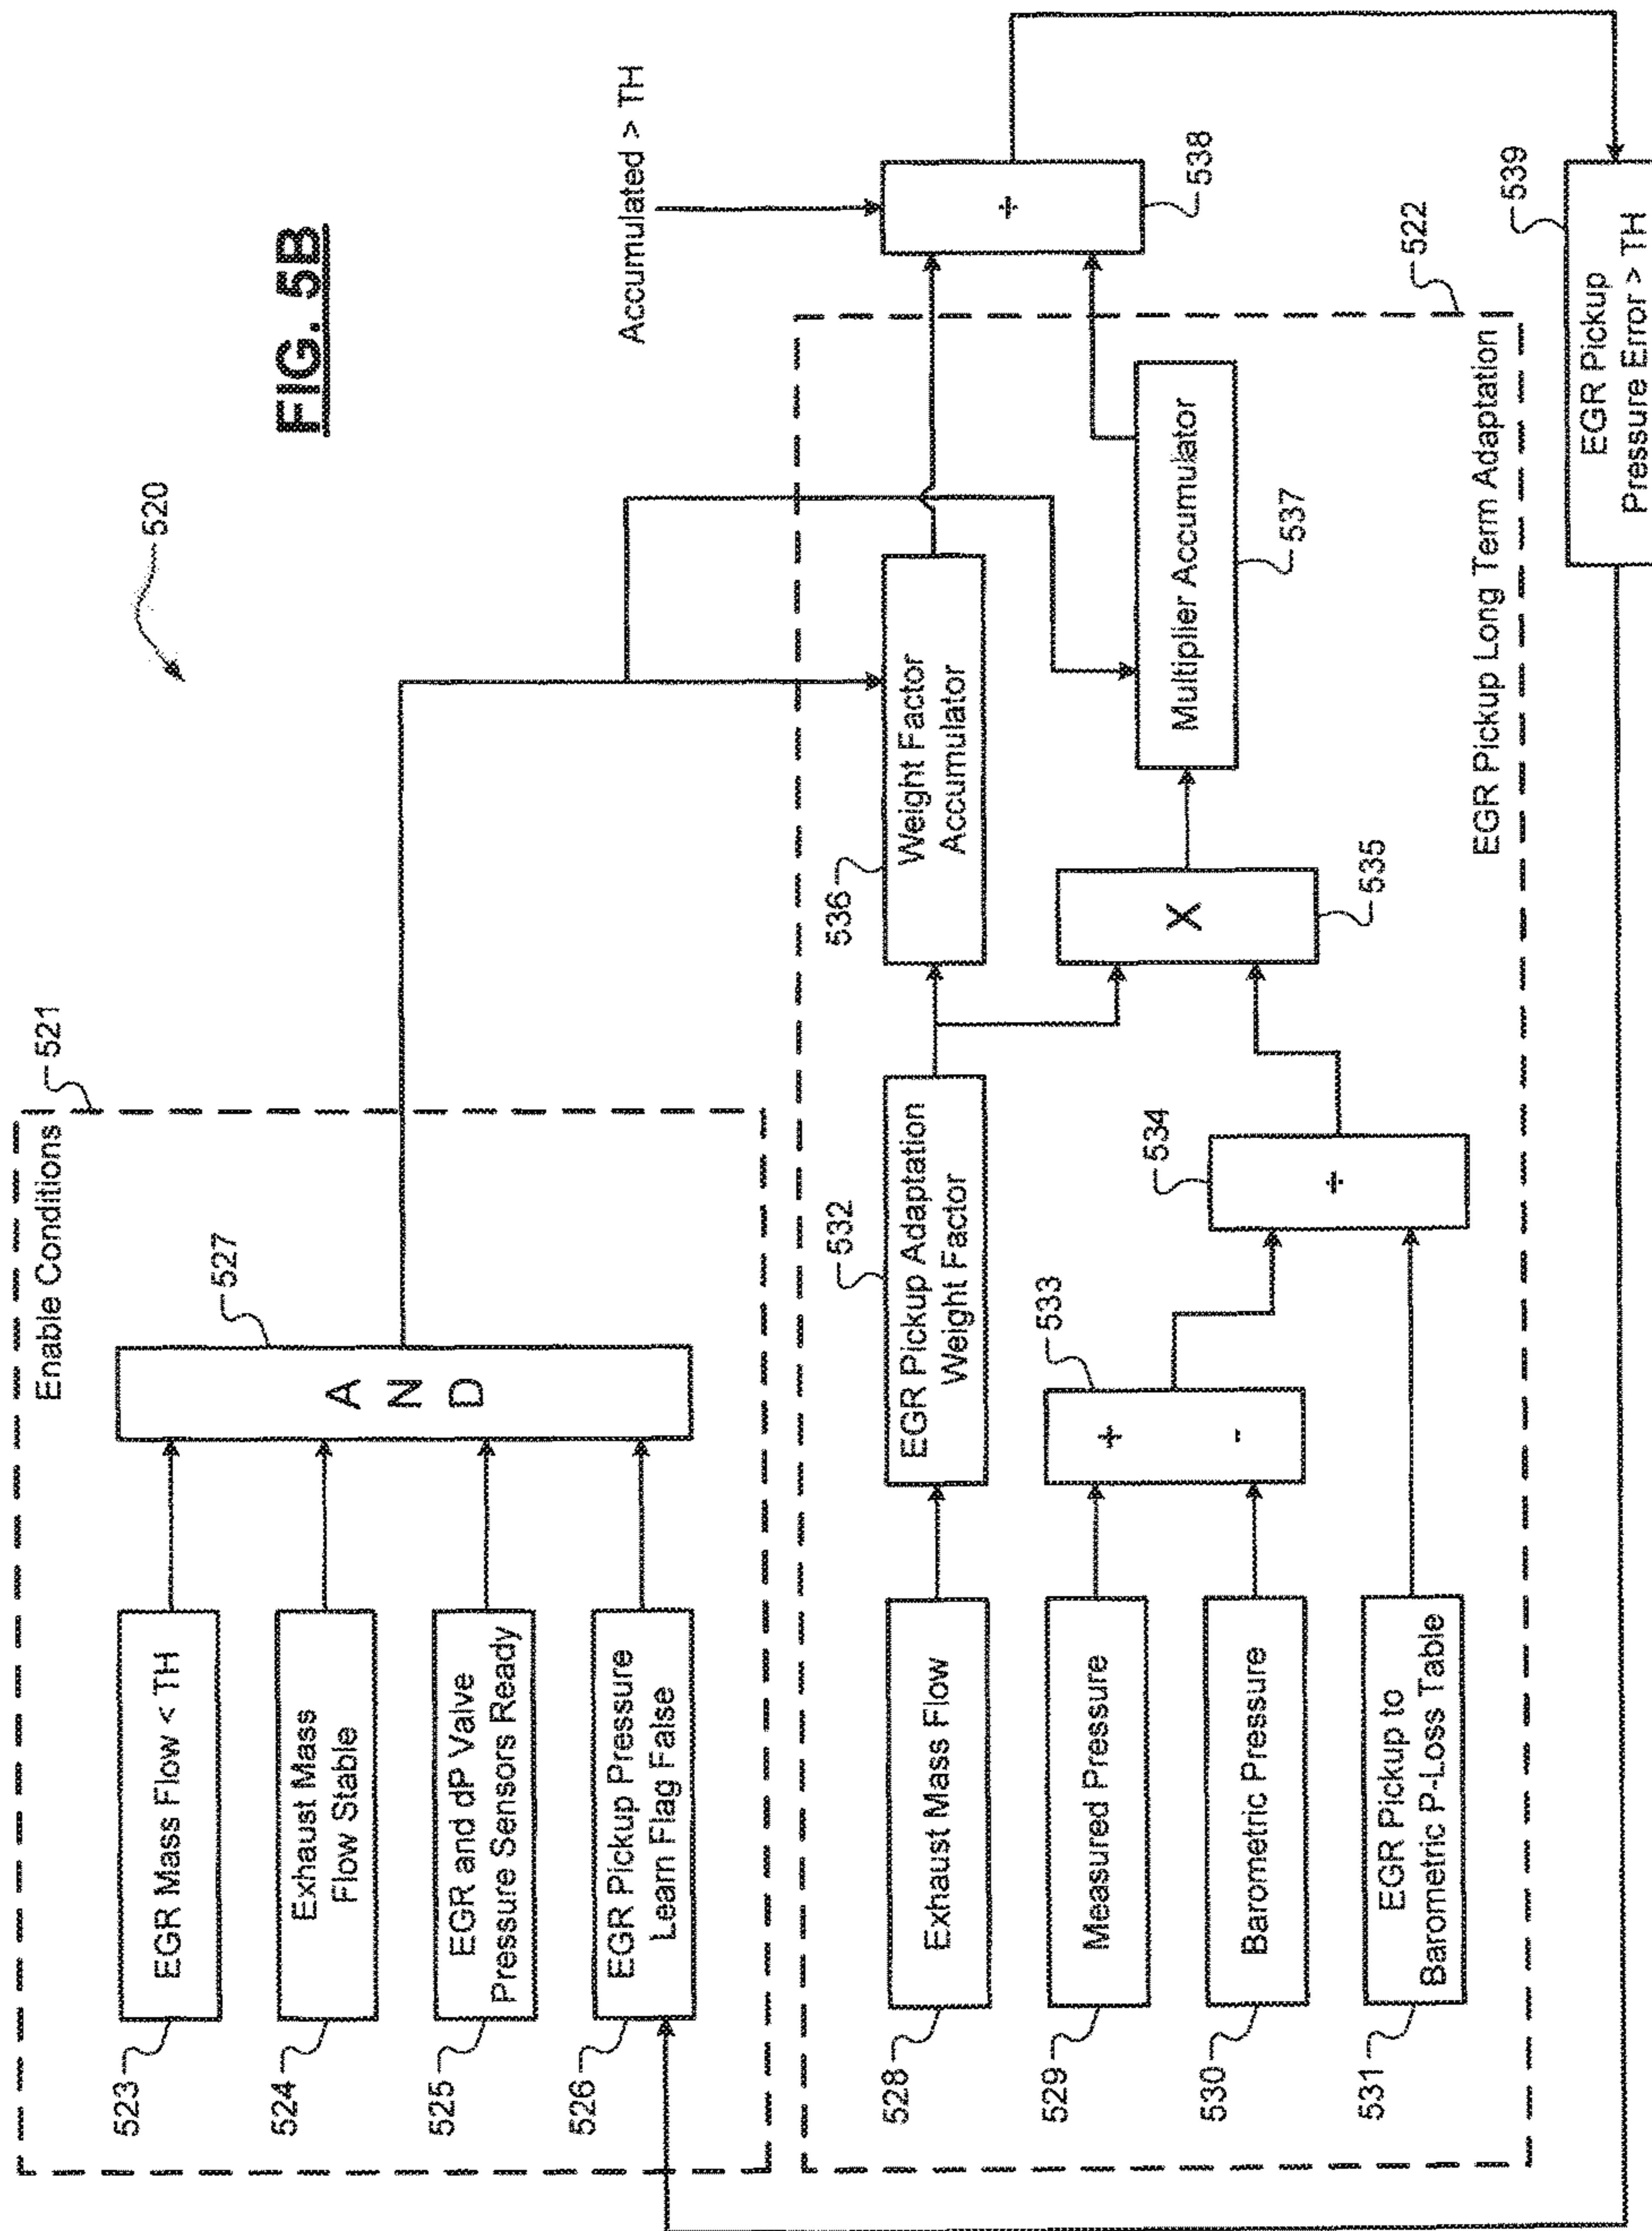 FIG. 5B
520
521
Enable Conditions
523
EGR Mass Flow < TH
524
Exhaust Mass
Flow Stable
525
EGR and dP Valve
Pressure Sensors Ready
526
EGR Pickup Pressure
Learn Flag False
527
A
N
D
528
Exhaust Mass Flow
529
Measured Pressure
530
Barometric Pressure
531
EGR Pickup to
Barometric P-Loss Table
532
EGR Pickup Adaptation
Weight Factor
533
+
-
534
÷
535
X
536
Weight Factor
Accumulator
537
Multiplier Accumulator
Accumulated > TH
÷
538
522
EGR Pickup Long Term Adaptation
539
EGR Pickup
Pressure Error > TH